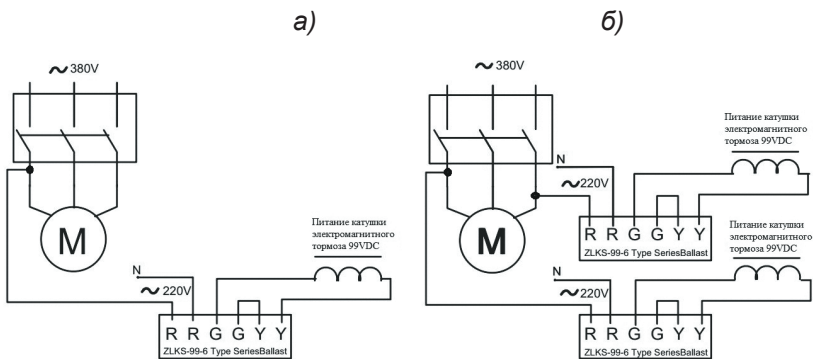 а)
~ 380V
M
Питание катушки
электромагнитного
тормоза 99VDC
N
~ 220V
R R G G Y Y
ZLKS-99-6 Type SeriesBallast
б)
~ 380V
M
Питание катушки
электромагнитного
тормоза 99VDC
N
~220V
R R G G Y Y
ZLKS-99-6 Type SeriesBallast
Питание катушки
электромагнитного
тормоза 99VDC
N
~ 220V
R R G G Y Y
ZLKS-99-6 Type SeriesBallast